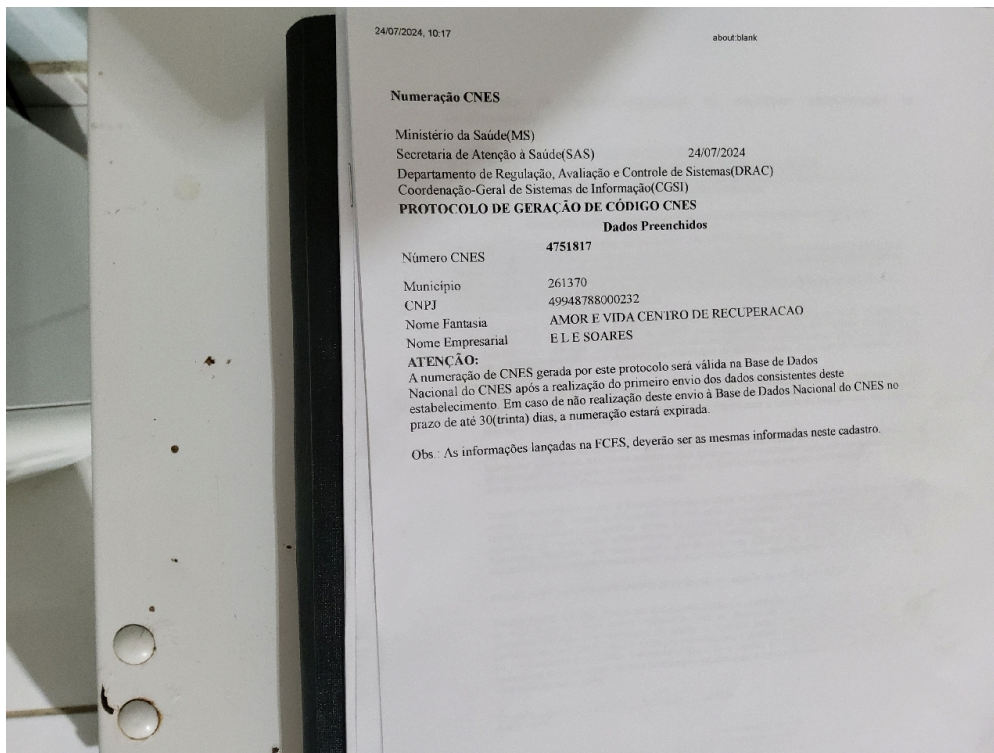 24/07/2024, 10:17 about:blank
Numeração CNES
Ministério da Saúde(MS)
Secretaria de Atenção à Saúde(SAS) 24/07/2024
Departamento de Regulação, Avaliação e Controle de Sistemas(DRAC)
Coordenação-Geral de Sistemas de Informação(CGSI)
PROTOCOLO DE GERAÇÃO DE CÓDIGO CNES
Dados Preenchidos
Número CNES 4751817
Município 261370
CNPJ 49948788000232
Nome Fantasia AMOR E VIDA CENTRO DE RECUPERACAO
Nome Empresarial E L E SOARES
ATENÇÃO:
A numeração de CNES gerada por este protocolo será válida na Base de Dados
Nacional do CNES após a realização do primeiro envio dos dados consistentes deste
estabelecimento. Em caso de não realização deste envio à Base de Dados Nacional do CNES no
prazo de até 30(trinta) dias, a numeração estará expirada.
Obs.: As informações lançadas na FCES, deverão ser as mesmas informadas neste cadastro.